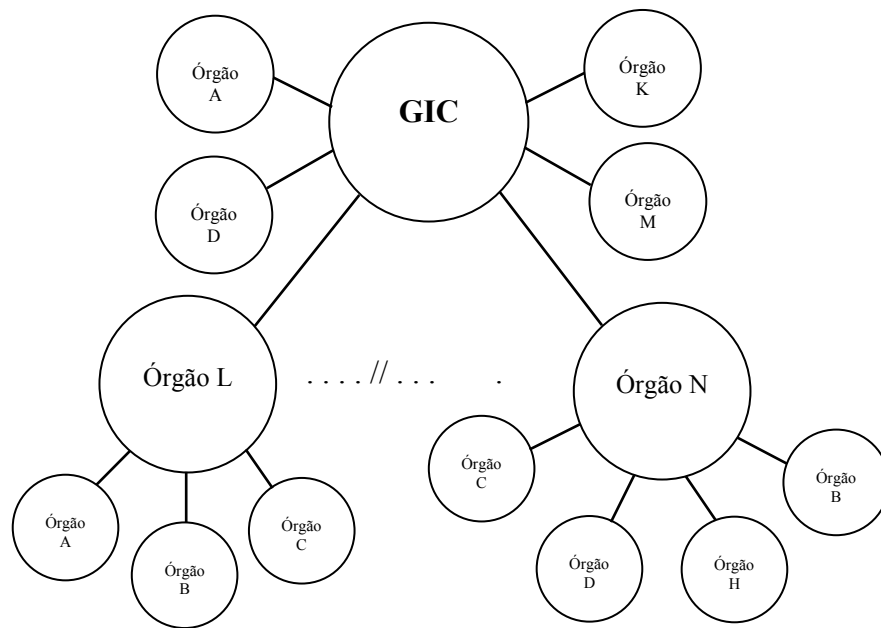 Órgão
A
Órgão
K
GIC
Órgão
D
Órgão
M
Órgão L
. . . . // . . . .
Órgão N
Órgão
C
Órgão
B
Órgão
A
Órgão
B
Órgão
C
Órgão
D
Órgão
H